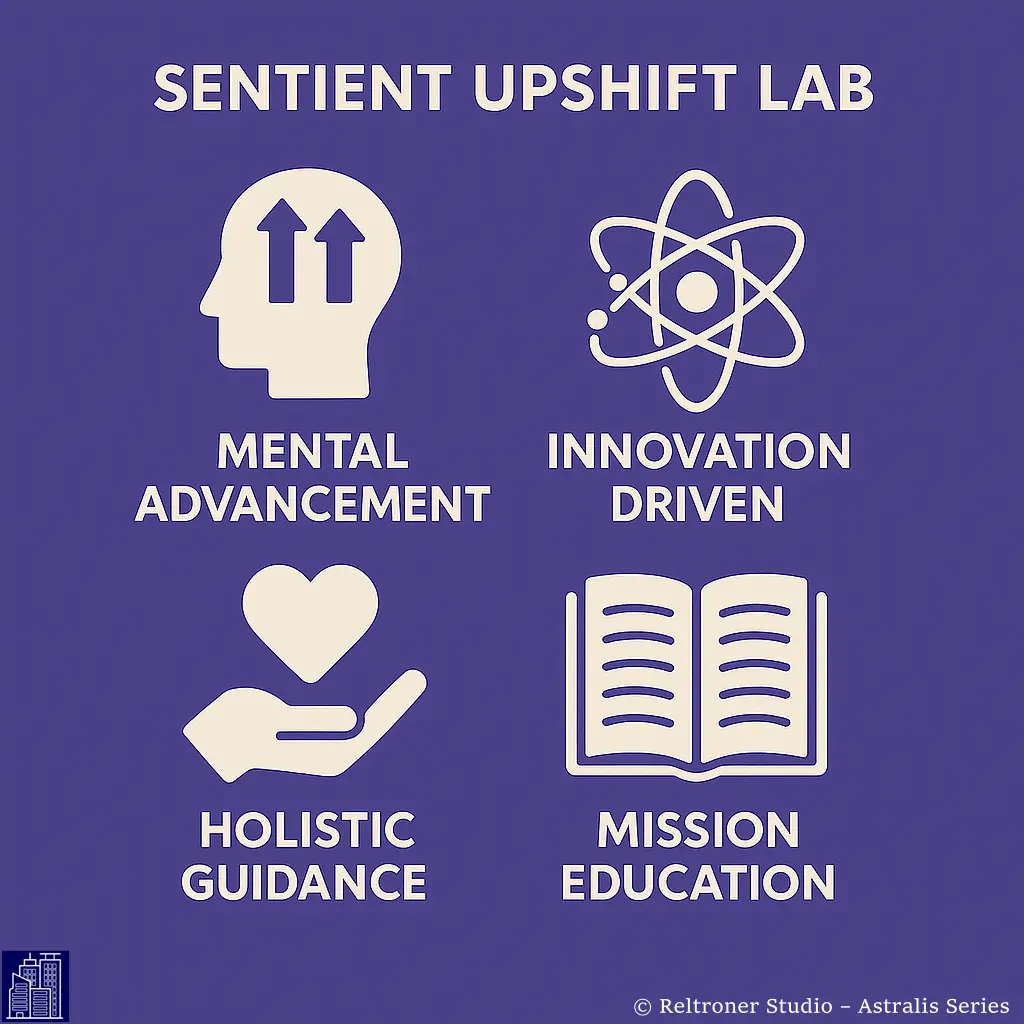 SENTIENT UPSHIFT LAB
MENTAL
ADVANCEMENT
INNOVATION
DRIVEN
HOLISTIC
GUIDANCE
MISSION
EDUCATION
© Reltroner Studio – Astralis Series